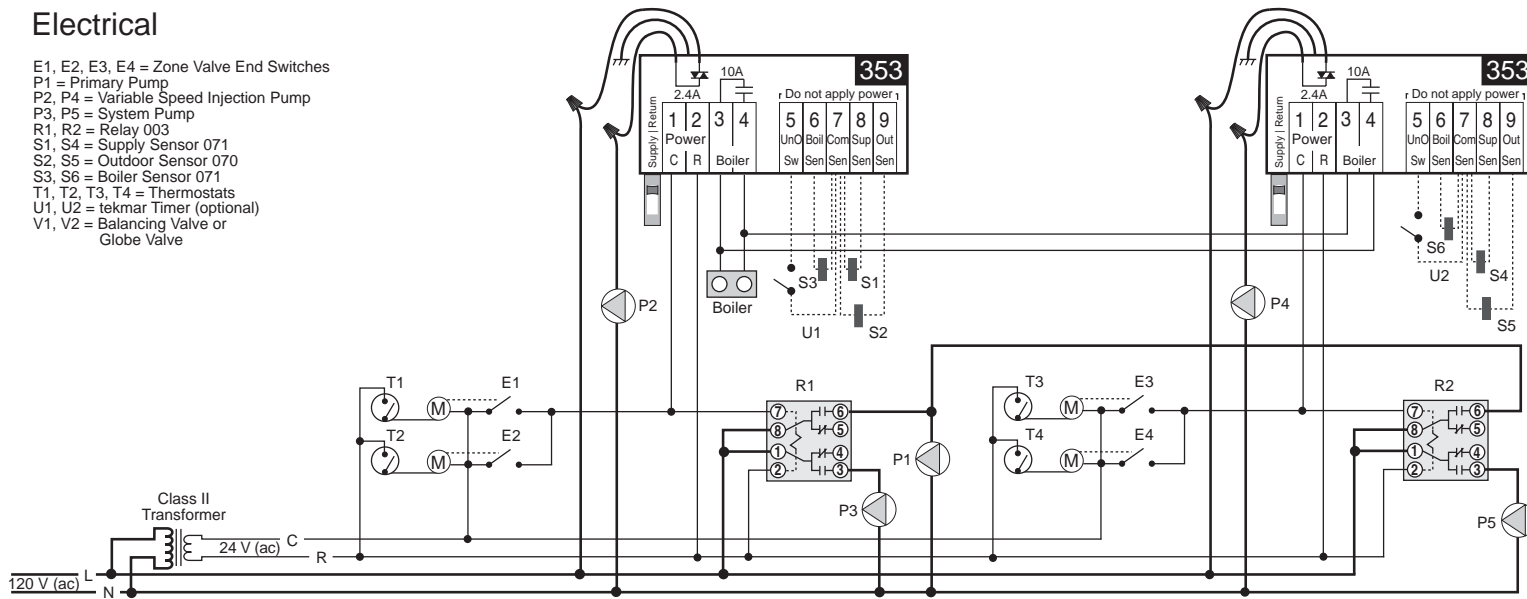 Electrical
E1, E2, E3, E4 = Zone Valve End Switches
P1 = Primary Pump
P2, P4 = Variable Speed Injection Pump
P3, P5 = System Pump
R1, R2 = Relay 003
S1, S4 = Supply Sensor 071
S2, S5 = Outdoor Sensor 070
S3, S6 = Boiler Sensor 071
T1, T2, T3, T4 = Thermostats
U1, U2 = tekmar Timer (optional)
V1, V2 = Balancing Valve or
Globe Valve
353
10A
2.4A
Do not apply power
Supply | Return
1 2 3 4 5 6 7 8 9
Power
UnO Boil Com Sup Out
C R Boiler
Sw Sen Sen Sen Sen
353
10A
2.4A
Do not apply power
Supply | Return
1 2 3 4 5 6 7 8 9
Power
UnO Boil Com Sup Out
C R Boiler
Sw Sen Sen Sen Sen
P2
Boiler
S3
S1
U1
S2
P4
S6
U2
S4
S5
T1
M
E1
T2
M
E2
R1
7 6
8 5
1 4
2 3
P1
P3
T3
M
E3
T4
M
E4
R2
7 6
8 5
1 4
2 3
P5
Class II
Transformer
24 V (ac)
C
R
120 V (ac)
L
N